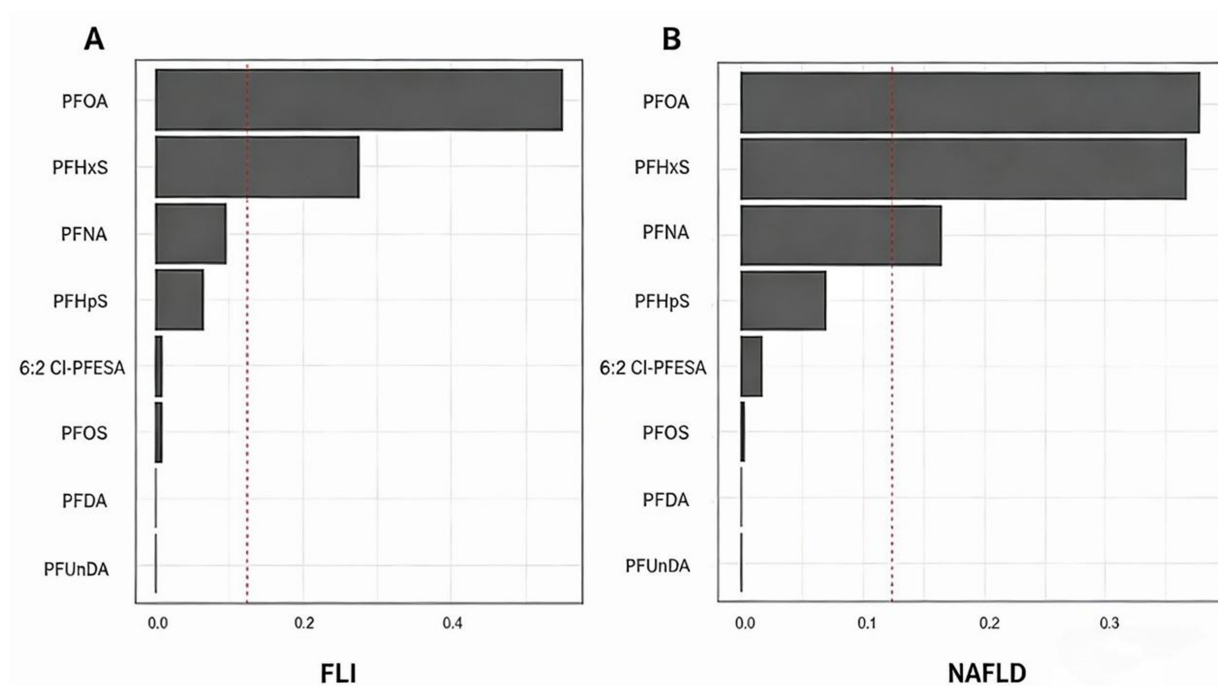 A
PFOA
PFHxS
PFNA
PFHpS
6:2 Cl-PFESA
PFOS
PFDA
PFUnDA
0.0 0.2 0.4
FLI
B
PFOA
PFHxS
PFNA
PFHpS
6:2 Cl-PFESA
PFOS
PFDA
PFUnDA
0.0 0.1 0.2 0.3
NAFLD